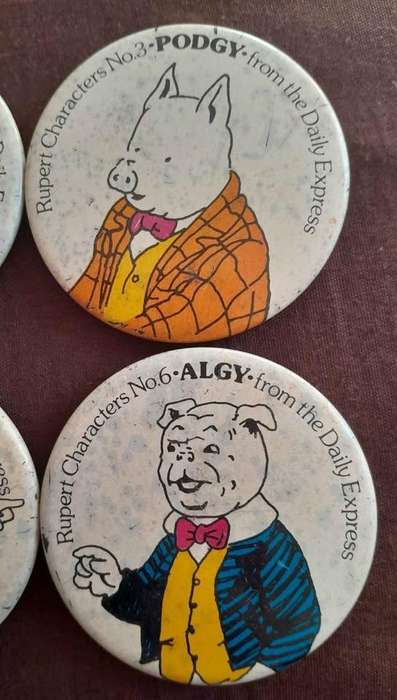 Rupert Characters No.3•PODGY•from the Daily Express
Rupert Characters No.6•ALGY•from the Daily Express